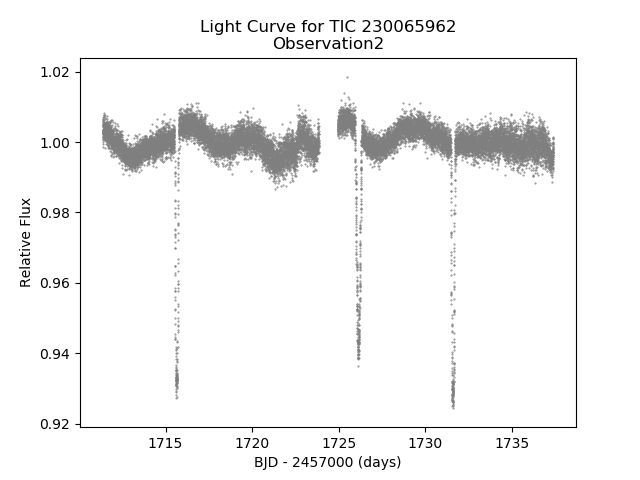 Light Curve for TIC 230065962
Observation2
1.02
1.00
0.98
0.96
0.94
0.92
Relative Flux
1715
1720
1725
1730
1735
BJD - 2457000 (days)